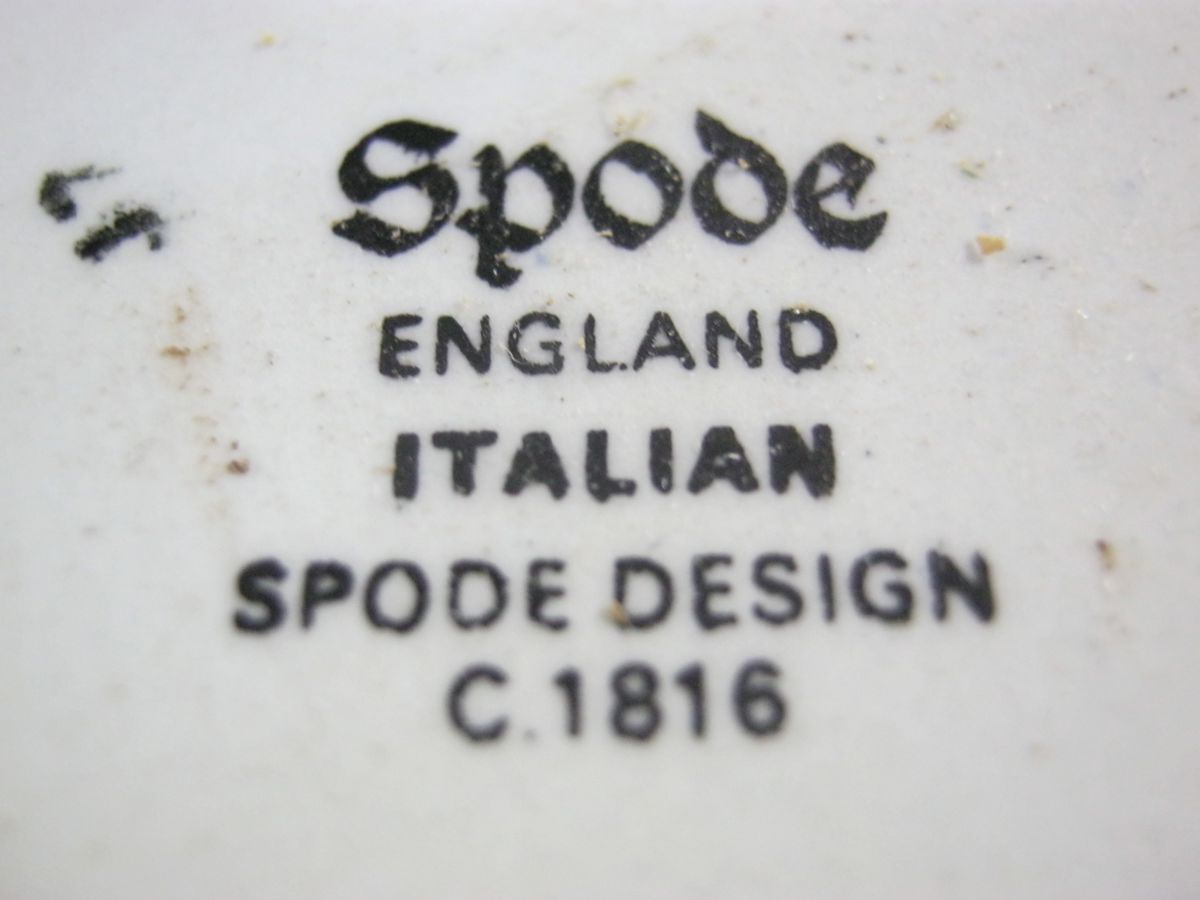 Spode
ENGLAND
ITALIAN
SPODE DESIGN
C.1816